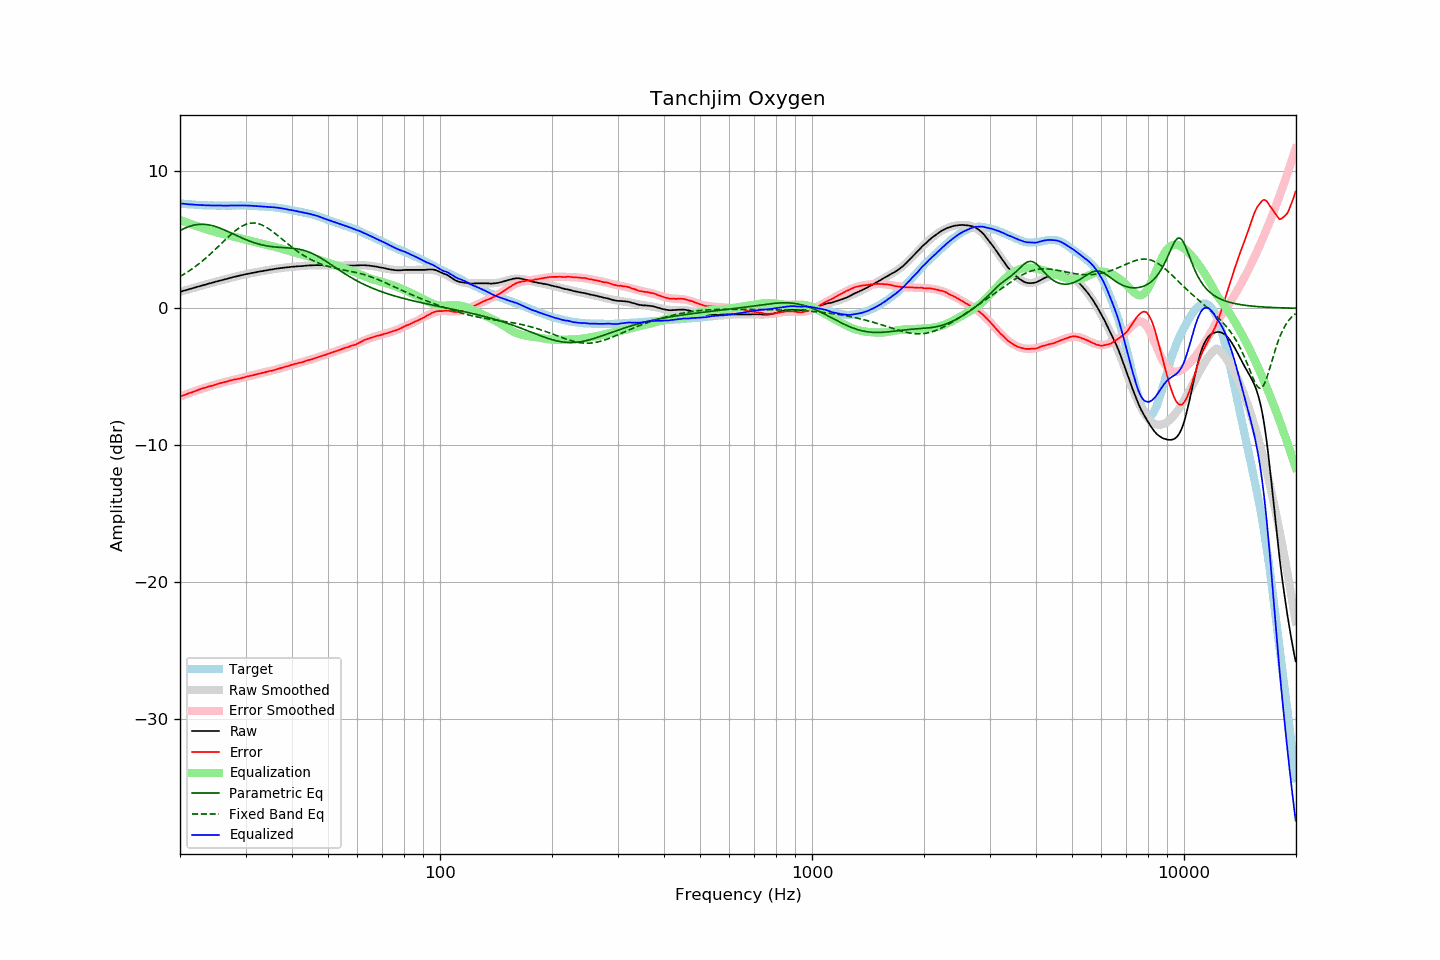 Tanchjim Oxygen
10
0
−10
−20
−30
Amplitude (dBr)
Target
Raw Smoothed
Error Smoothed
Raw
Error
Equalization
Parametric Eq
Fixed Band Eq
Equalized
100
1000
10000
Frequency (Hz)